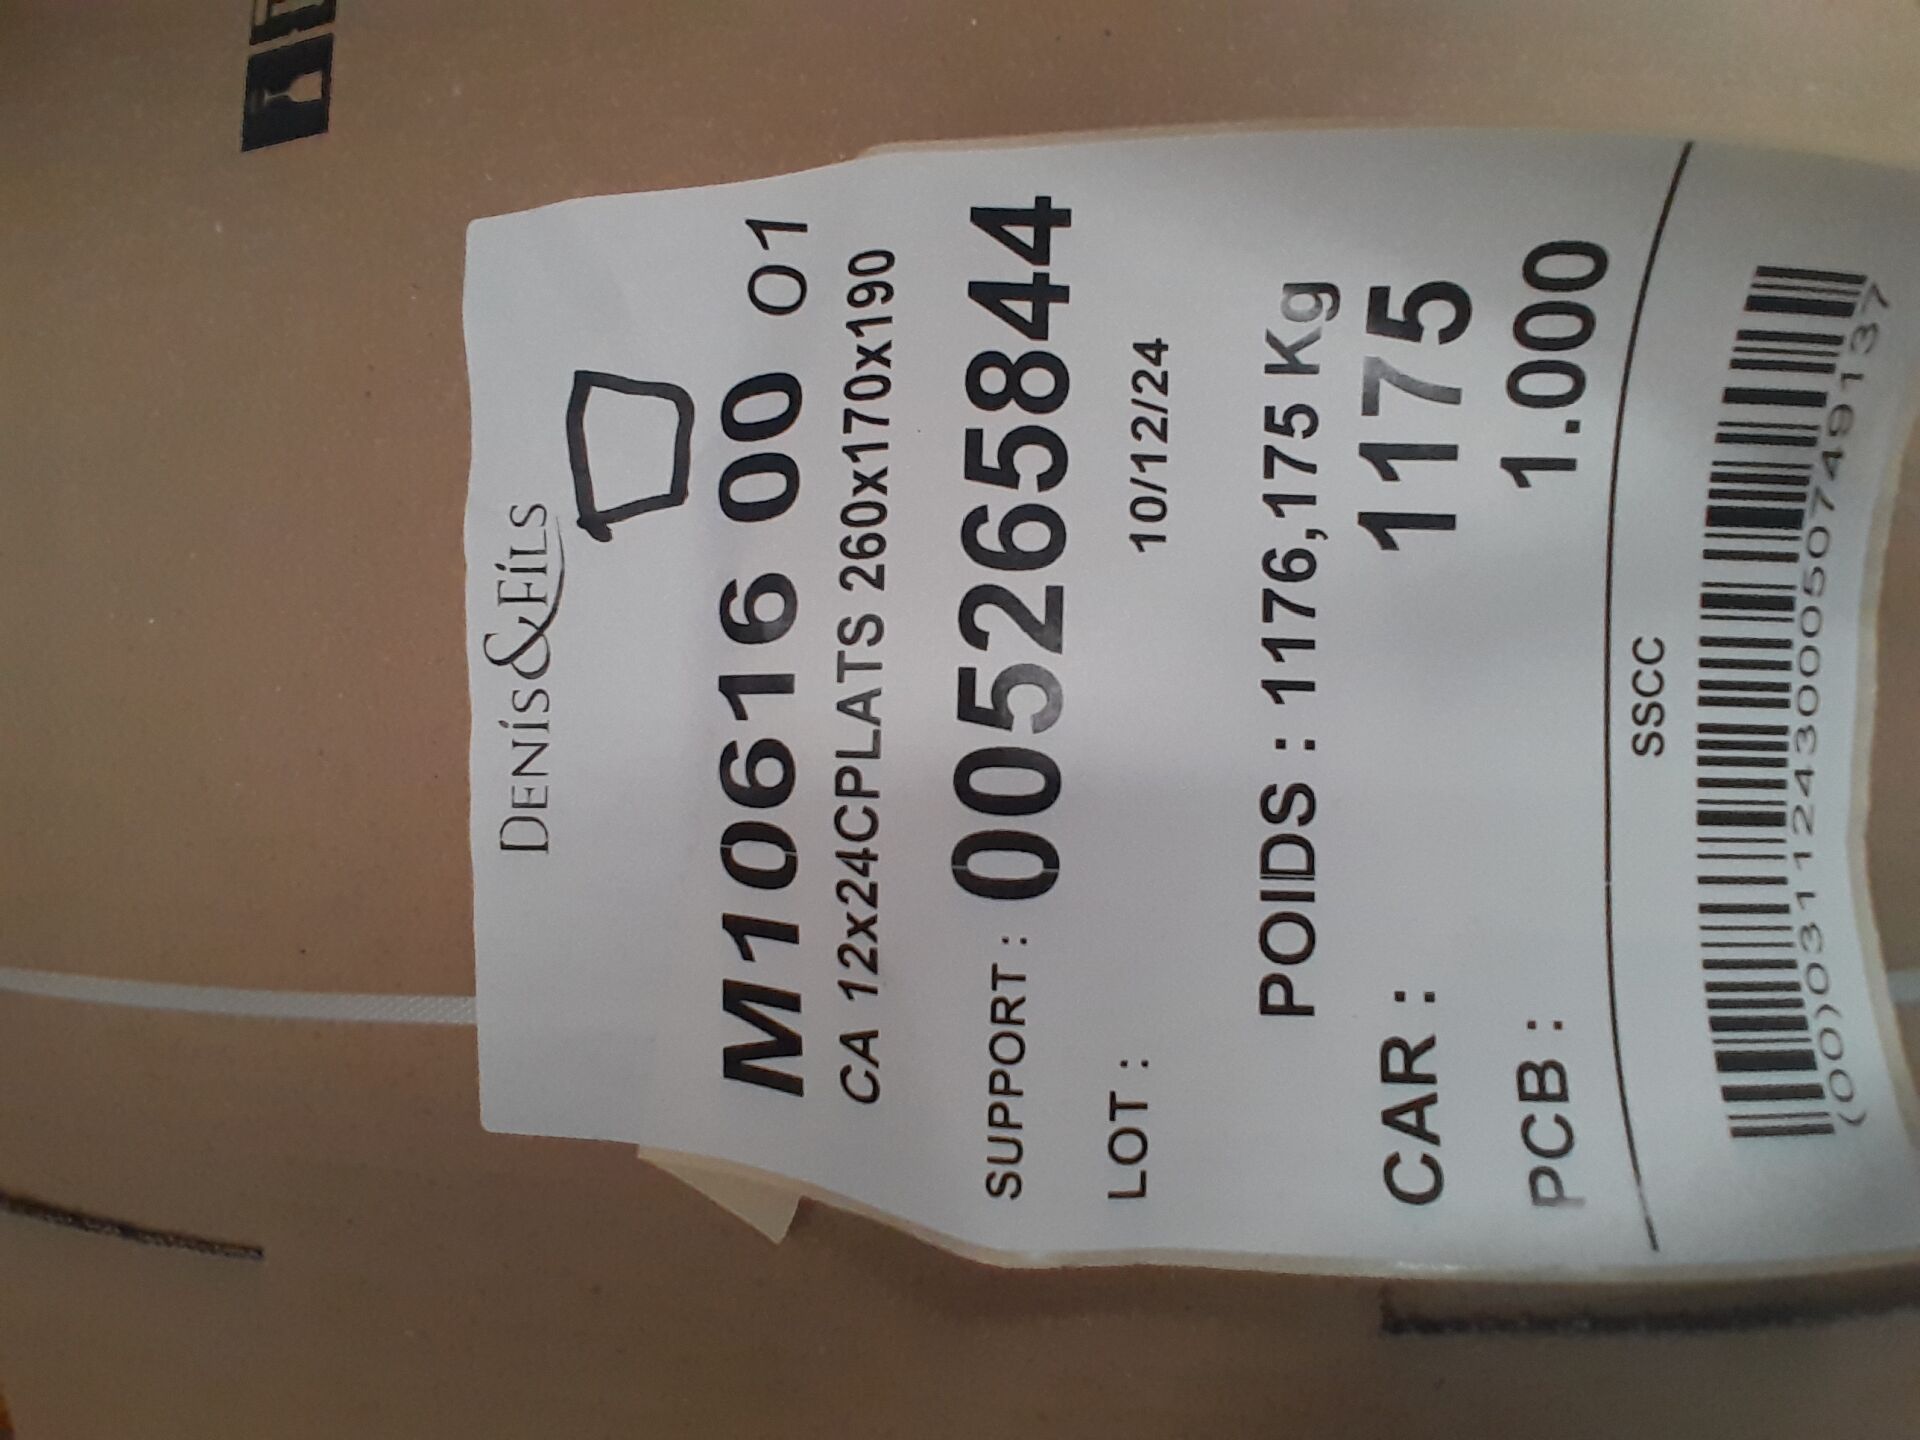 DENiS&FiLS
M10616 00 01
CA 12x24CPLATS 260x170x190
SUPPORT : 005265844
LOT : 10/12/24
POIDS : 1176,175 Kg
CAR : 1175
PCB : 1.000
SSCC
(00)031124300050749137